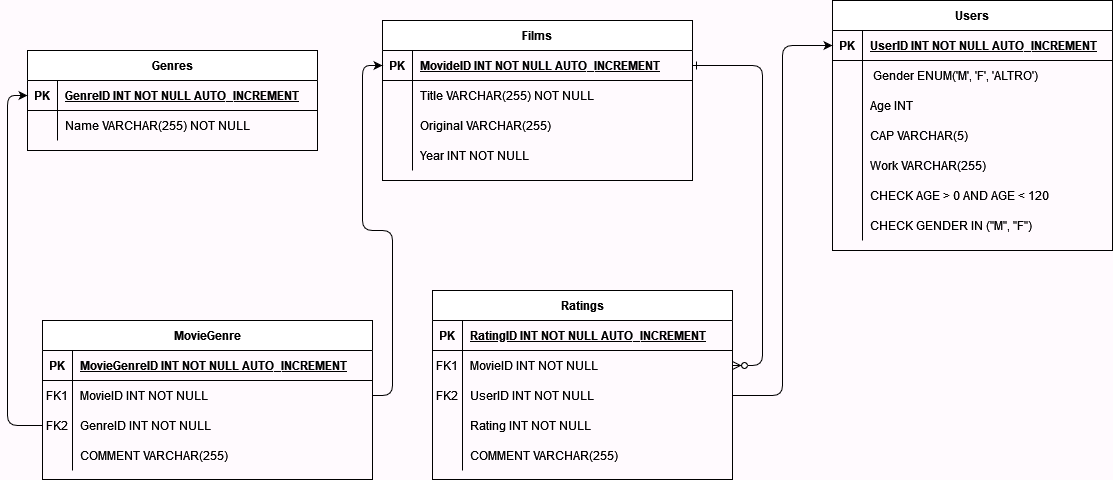 Genres
PK GenreID INT NOT NULL AUTO_INCREMENT
Name VARCHAR(255) NOT NULL
Films
PK MovideID INT NOT NULL AUTO_INCREMENT
Title VARCHAR(255) NOT NULL
Original VARCHAR(255)
Year INT NOT NULL
Users
PK UserID INT NOT NULL AUTO_INCREMENT
Gender ENUM('M', 'F', 'ALTRO')
Age INT
CAP VARCHAR(5)
Work VARCHAR(255)
CHECK AGE > 0 AND AGE < 120
CHECK GENDER IN ("M", "F")
MovieGenre
PK MovieGenreID INT NOT NULL AUTO_INCREMENT
FK1 MovieID INT NOT NULL
FK2 GenreID INT NOT NULL
COMMENT VARCHAR(255)
Ratings
PK RatingID INT NOT NULL AUTO_INCREMENT
FK1 MovieID INT NOT NULL
FK2 UserID INT NOT NULL
Rating INT NOT NULL
COMMENT VARCHAR(255)